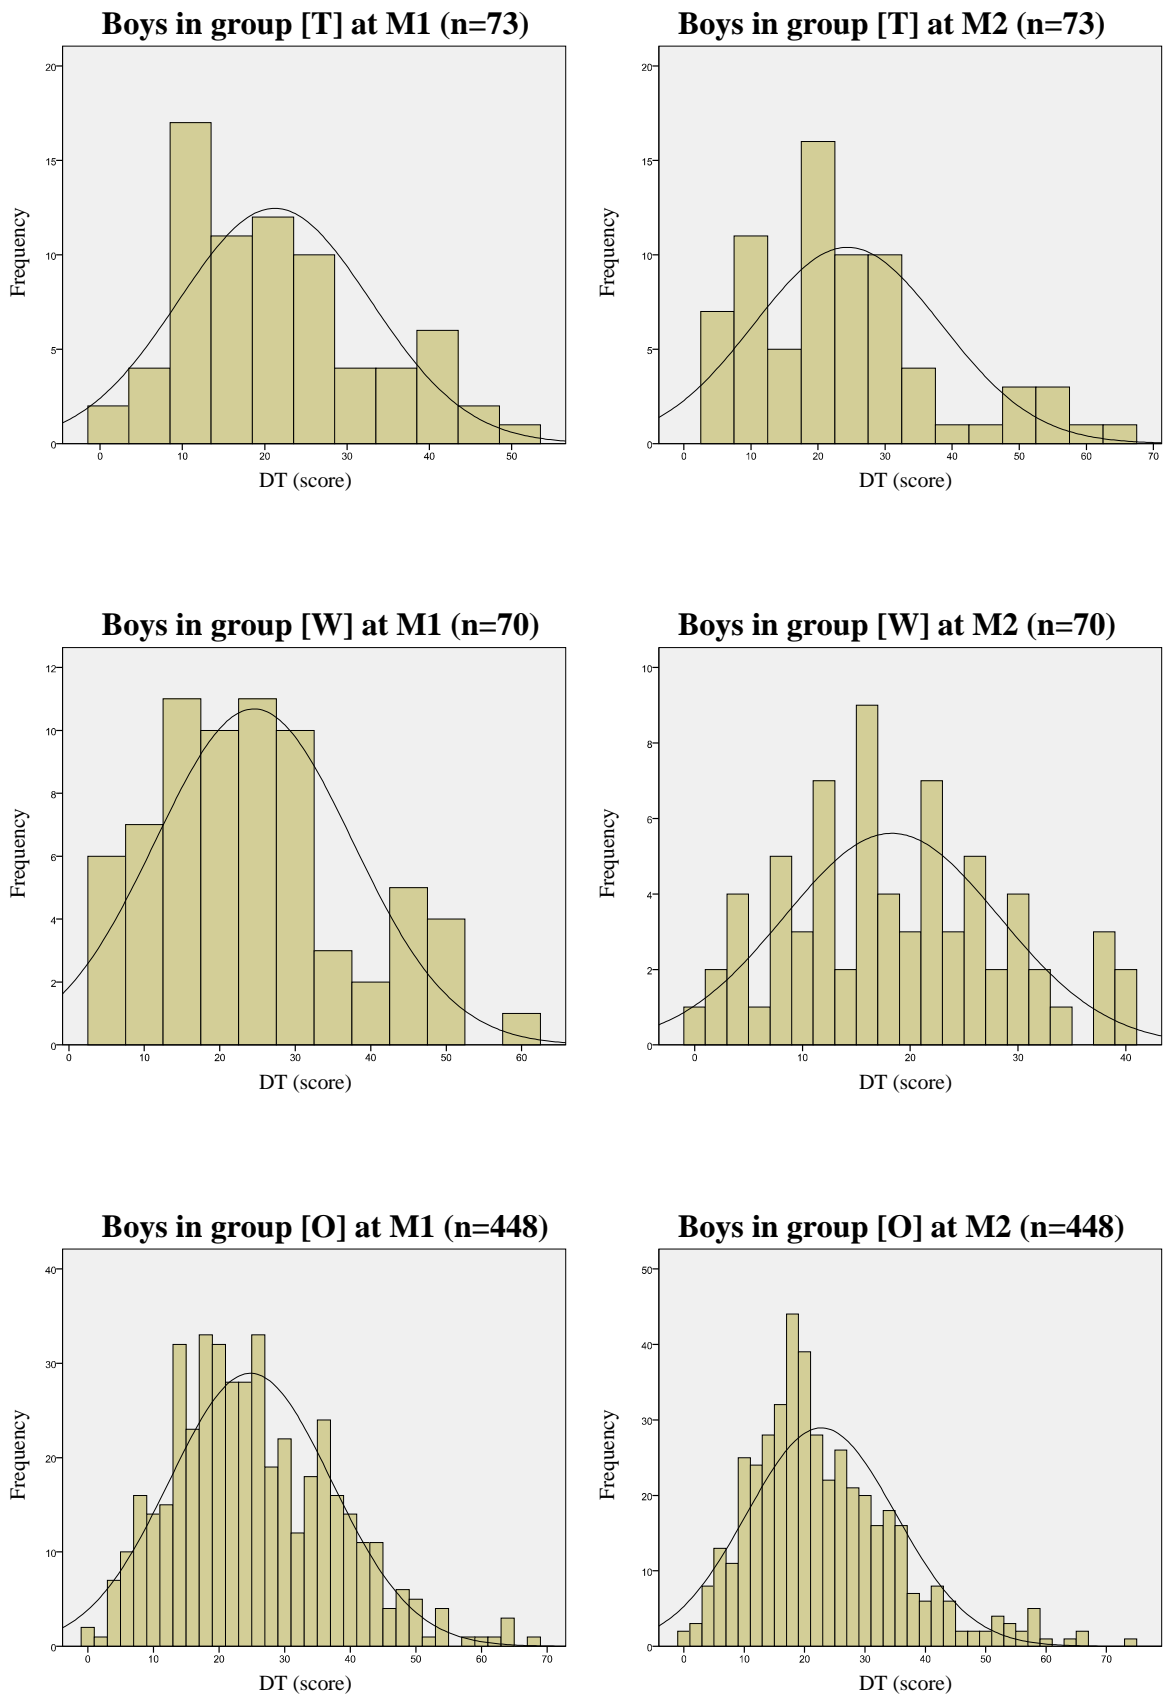 Boys in group [T] at M1 (n=73)
20
15
10
5
0
Frequency
0 10 20 30 40 50
DT (score)
Boys in group [T] at M2 (n=73)
20
15
10
5
0
Frequency
0 10 20 30 40 50 60 70
DT (score)
Boys in group [W] at M1 (n=70)
12
10
8
6
4
2
0
Frequency
0 10 20 30 40 50 60
DT (score)
Boys in group [W] at M2 (n=70)
10
8
6
4
2
0
Frequency
0 10 20 30 40
DT (score)
Boys in group [O] at M1 (n=448)
40
30
20
10
0
Frequency
0 10 20 30 40 50 60 70
DT (score)
Boys in group [O] at M2 (n=448)
50
40
30
20
10
0
Frequency
0 10 20 30 40 50 60 70
DT (score)